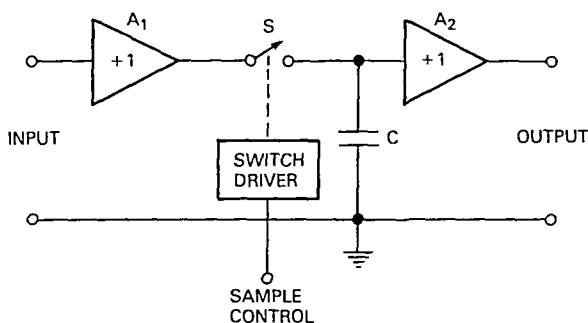 A1
S
A2
+1
+1
INPUT
C
OUTPUT
SWITCH
DRIVER
SAMPLE
CONTROL